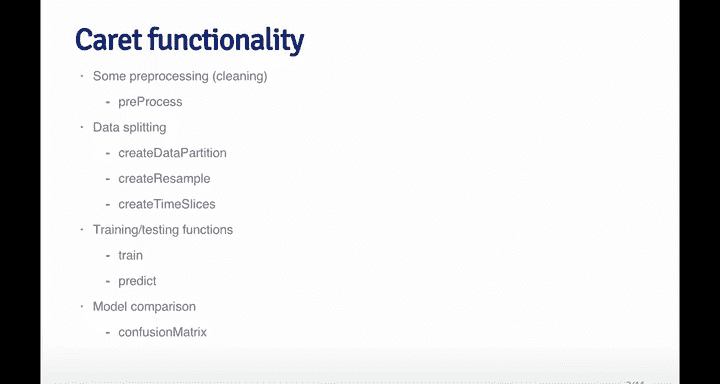 Caret functionality
· Some preprocessing (cleaning)
- preProcess
· Data splitting
- createDataPartition
- createResample
- createTimeSlices
· Training/testing functions
- train
- predict
· Model comparison
- confusionMatrix